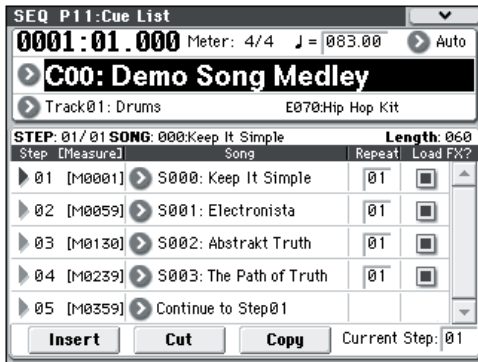 SEQ P11:Cue List
0001:01.000 Meter: 4/4 ♩= 083.00 Auto
C00: Demo Song Medley
Track01: Drums E070:Hip Hop Kit
STEP: 01/01 SONG: 000:Keep It Simple Length: 060
Step [Measure] Song Repeat Load FX?
01 [M0001] S000: Keep It Simple 01
02 [M0059] S001: Electronista 01
03 [M0130] S002: Abstrakt Truth 01
04 [M0239] S003: The Path of Truth 01
05 [M0359] Continue to Step01
Insert Cut Copy Current Step: 01